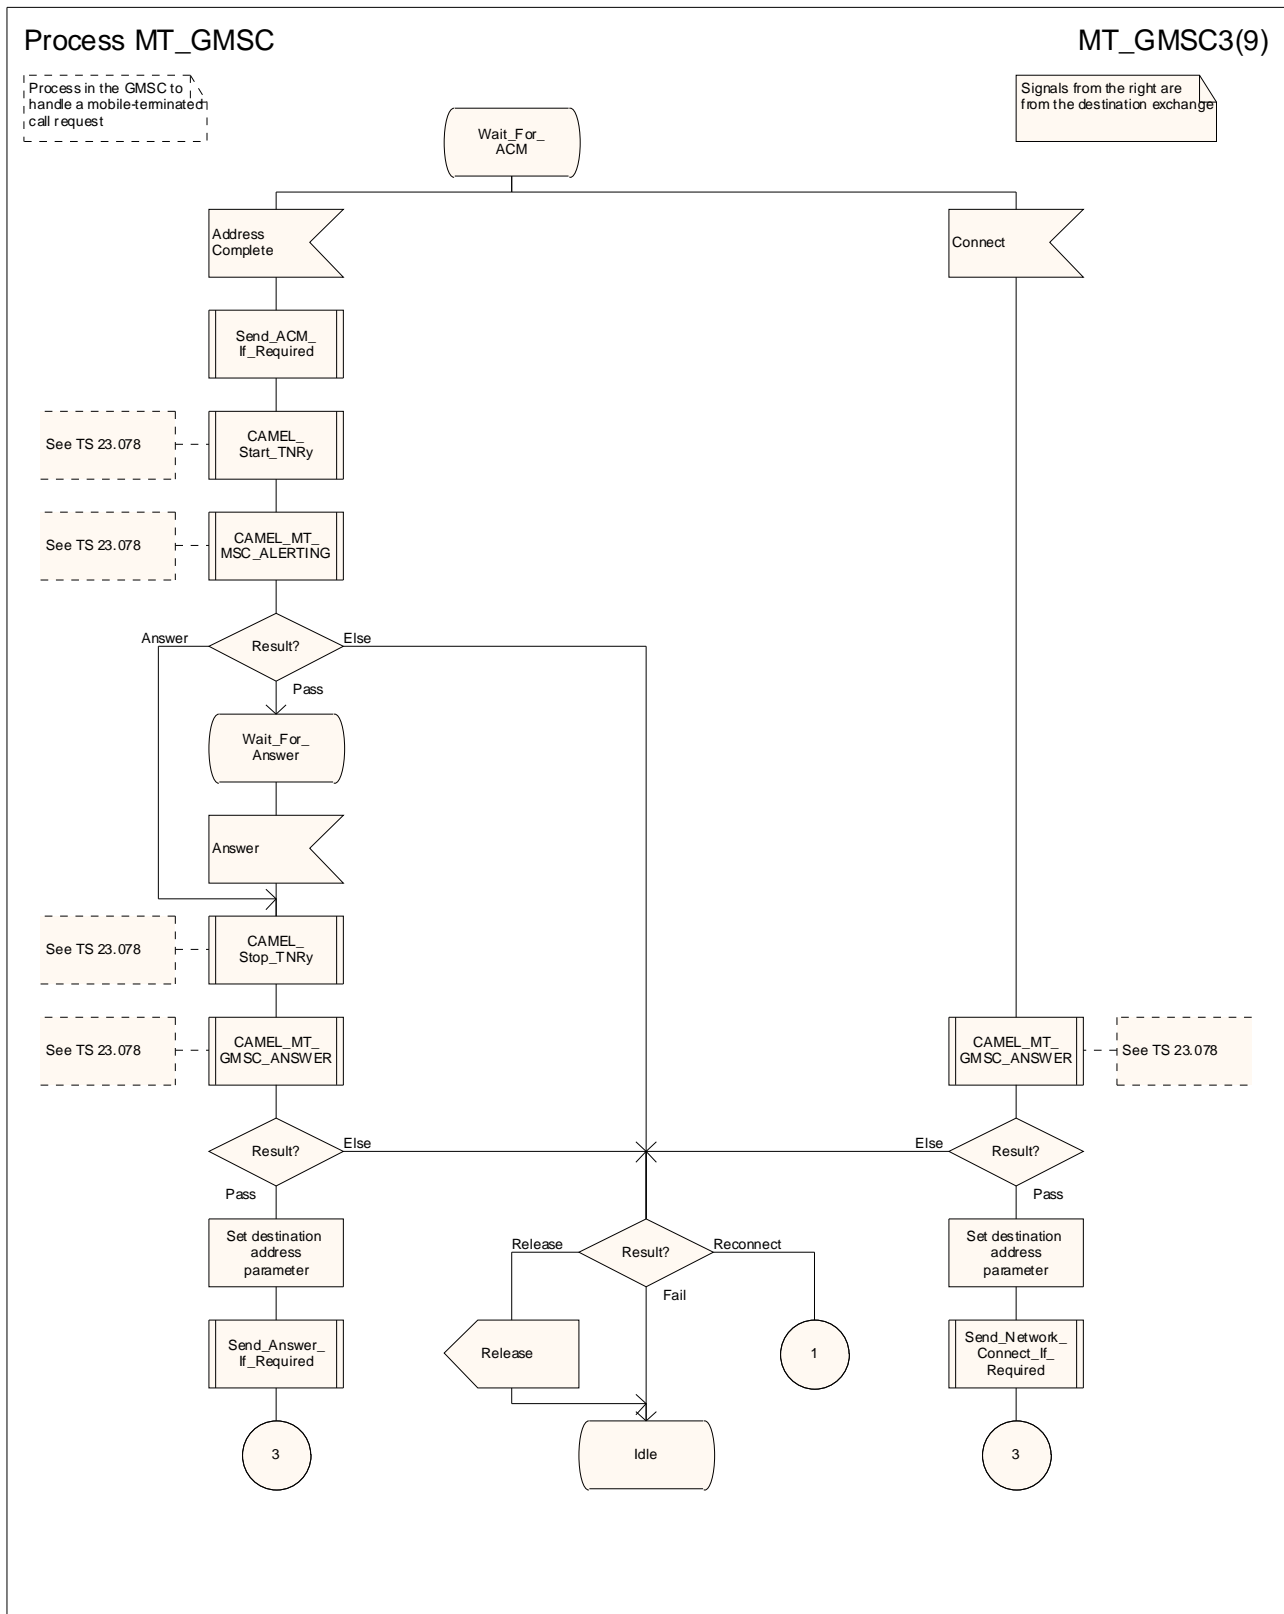 Process MT_GMSC
MT_GMSC3(9)
Process in the GMSC to
handle a mobile-terminated
call request
Signals from the right are
from the destination exchange
Wait_For_
ACM
Address
Complete
Connect
Send_ACM_
If_Required
See TS 23.078
CAMEL_
Start_TNRy
See TS 23.078
CAMEL_MT_
MSC_ALERTING
Answer
Result?
Else
Pass
Wait_For_
Answer
Answer
See TS 23.078
CAMEL_
Stop_TNRy
See TS 23.078
CAMEL_MT_
GMSC_ANSWER
CAMEL_MT_
GMSC_ANSWER
See TS 23.078
Result?
Else
Else
Result?
Pass
Pass
Set destination
address
parameter
Release
Result?
Reconnect
Fail
Set destination
address
parameter
Send_Answer_
If_Required
Release
1
Send_Network_
Connect_If_
Required
3
Idle
3